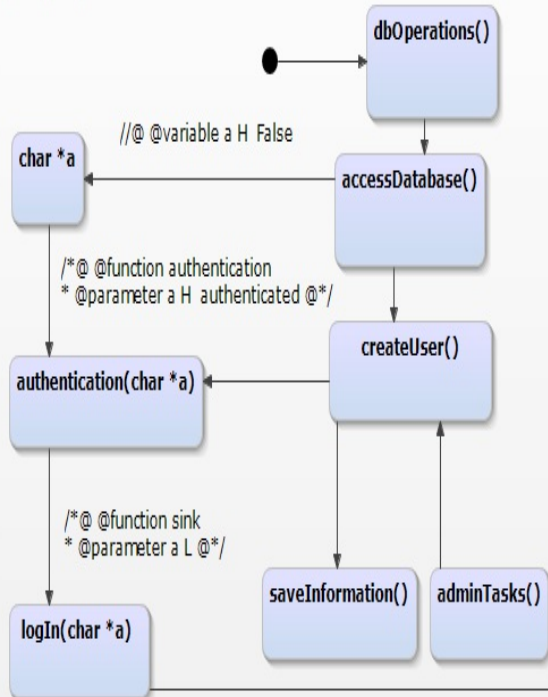 dbOperations()
//@ @variable a H False
char *a
accessDatabase()
/*@ @function authentication
* @parameter a H authenticated @*/
createUser()
authentication(char *a)
/*@ @function sink
* @parameter a L @*/
saveInformation()
adminTasks()
logIn(char *a)